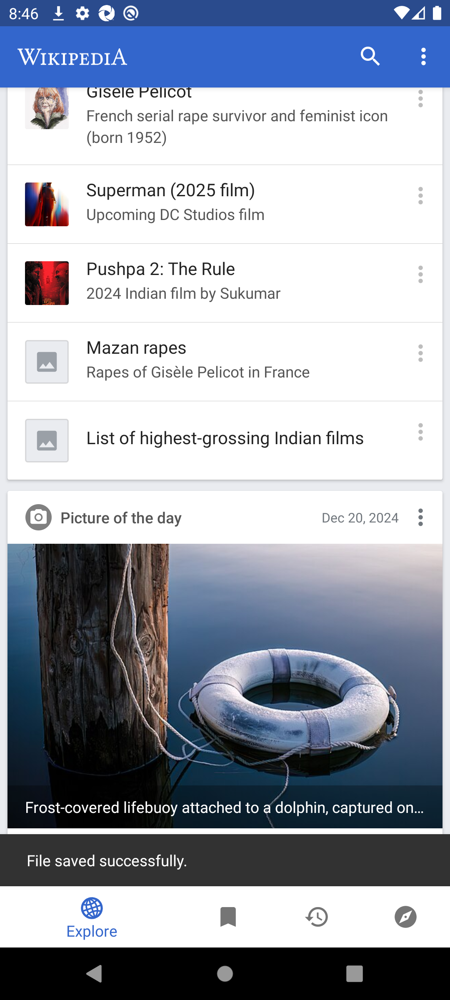 8:46
WIKIPEDIA
Gisèle Pelicot
French serial rape survivor and feminist icon
(born 1952)
Superman (2025 film)
Upcoming DC Studios film
Pushpa 2: The Rule
2024 Indian film by Sukumar
Mazan rapes
Rapes of Gisèle Pelicot in France
List of highest-grossing Indian films
Picture of the day
Dec 20, 2024
Frost-covered lifebuoy attached to a dolphin, captured on…
File saved successfully.
Explore